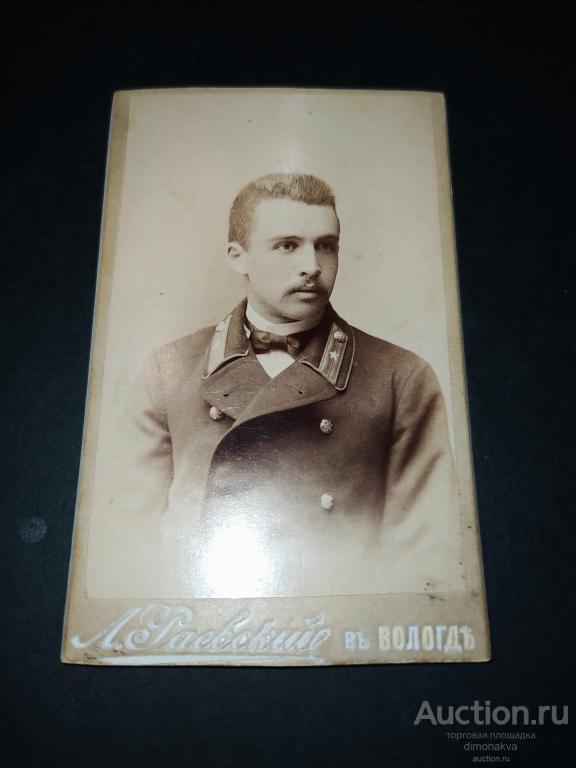 Л. Раевскій въ ВОЛОГДѢ
Auction.ru
торговая площадка
dimonakva
auction.ru